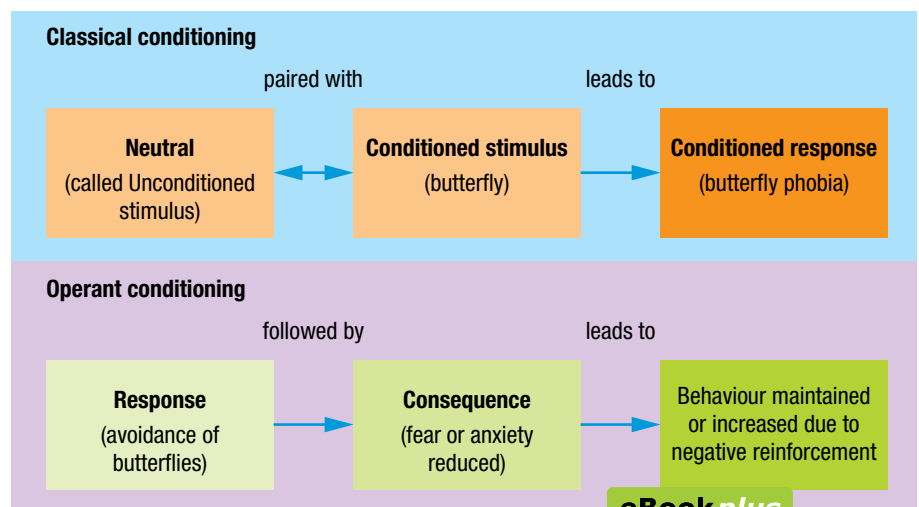 Classical conditioning
paired with
leads to
Neutral
(called Unconditioned
stimulus)
Conditioned stimulus
(butterfly)
Conditioned response
(butterfly phobia)
Operant conditioning
followed by
leads to
Response
(avoidance of
butterflies)
Consequence
(fear or anxiety
reduced)
Behaviour maintained
or increased due to
negative reinforcement
eBook plus